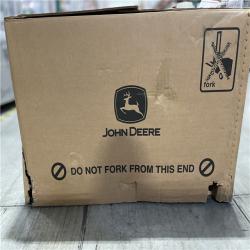 fork
JOHN DEERE
DO NOT FORK FROM THIS END